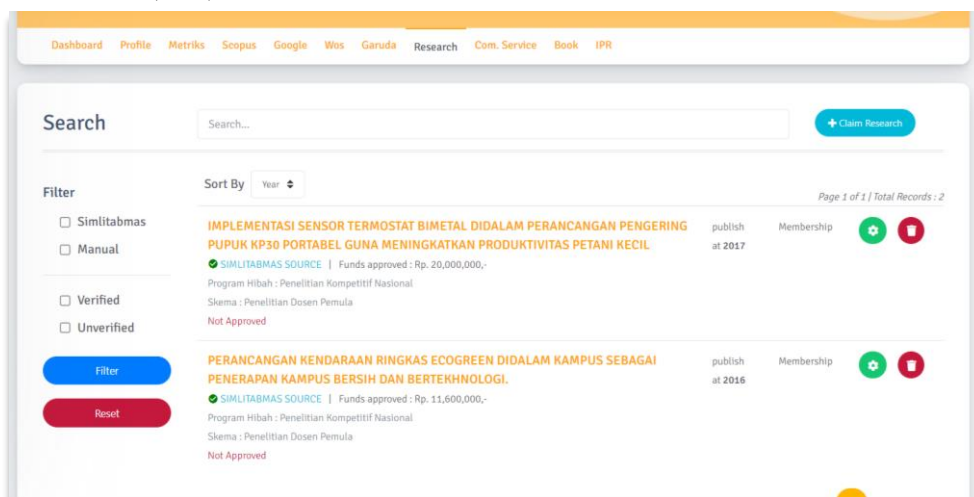 Dashboard Profile Metriks Scopus Google Wos Garuda Research Com. Service Book IPR
Search
Search...
+ Claim Research
Filter
Simlitabmas
Manual
Verified
Unverified
Filter
Reset
Sort By Year
Page 1 of 1 | Total Records : 2
IMPLEMENTASI SENSOR TERMOSTAT BIMETAL DIDALAM PERANCANGAN PENGERING
PUPUK KP30 PORTABEL GUNA MENINGKATKAN PRODUKTIVITAS PETANI KECIL
SIMLITABMAS SOURCE | Funds approved : Rp. 20,000,000,-
Program Hibah : Penelitian Kompetitif Nasional
Skema : Penelitian Dosen Pemula
Not Approved
publish
at 2017
Membership
PERANCANGAN KENDARAAN RINGKAS ECOGREEN DIDALAM KAMPUS SEBAGAI
PENERAPAN KAMPUS BERSIH DAN BERTEKHNOLOGI.
SIMLITABMAS SOURCE | Funds approved : Rp. 11,600,000,-
Program Hibah : Penelitian Kompetitif Nasional
Skema : Penelitian Dosen Pemula
Not Approved
publish
at 2016
Membership